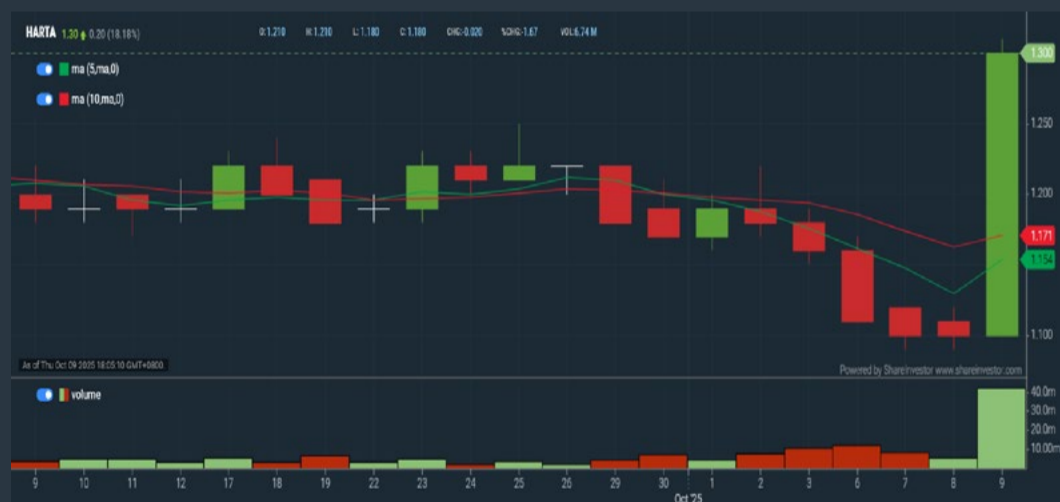 HARTA 1.30 0.20 (18.18%) O:1.210 H:1.210 L:1.180 C:1.180 CHG:-0.020 %CHG:-1.67 VOL:6.74 M
ma (5,ma,0)
ma (10,ma,0)
1.300
1.250
1.200
1.171
1.154
1.100
As of Thu Oct 09 2025 18:05:10 GMT+0800
Powered by ShareInvestor www.shareinvestor.com
volume
40.0m
30.0m
20.0m
10.00m
9 10 11 12 17 18 19 22 23 24 25 26 29 30 1 2 3 6 7 8 9
Oct '25